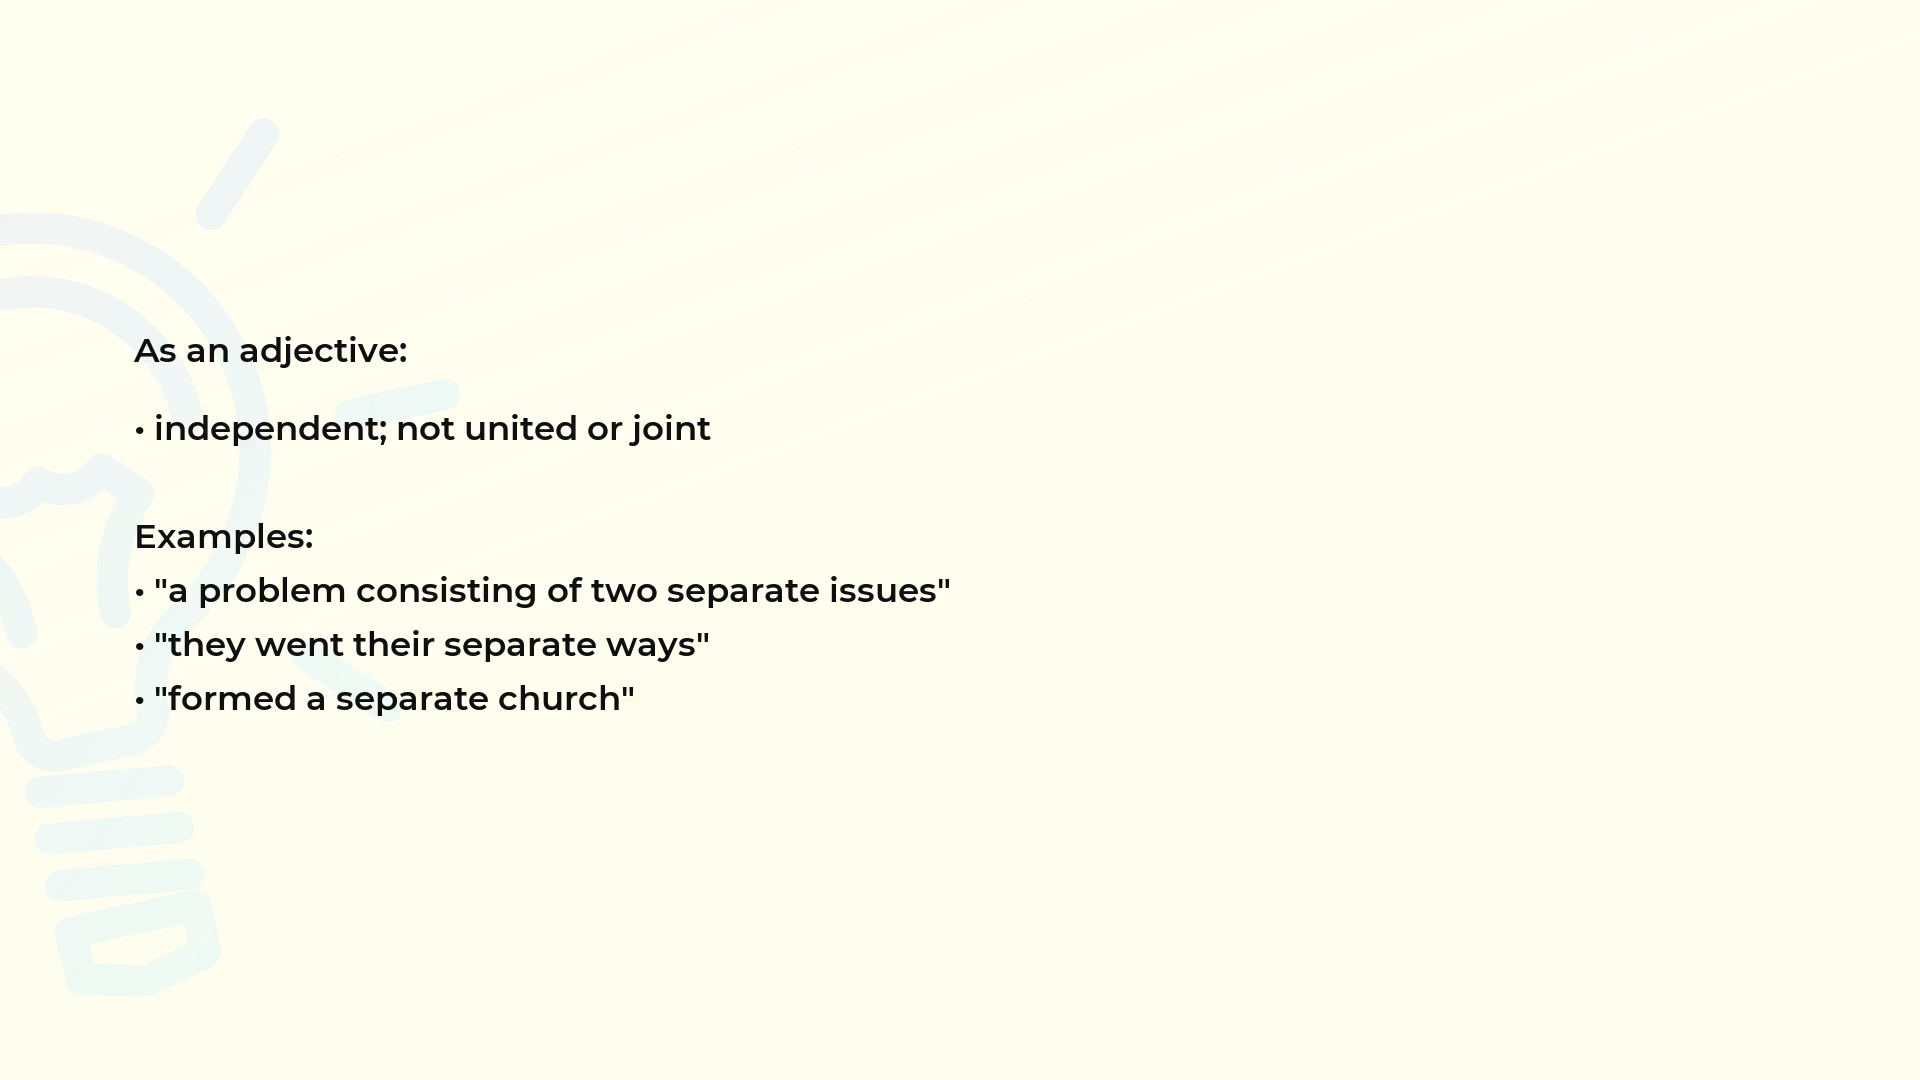 As an adjective:
• independent; not united or joint
Examples:
• "a problem consisting of two separate issues"
• "they went their separate ways"
• "formed a separate church"